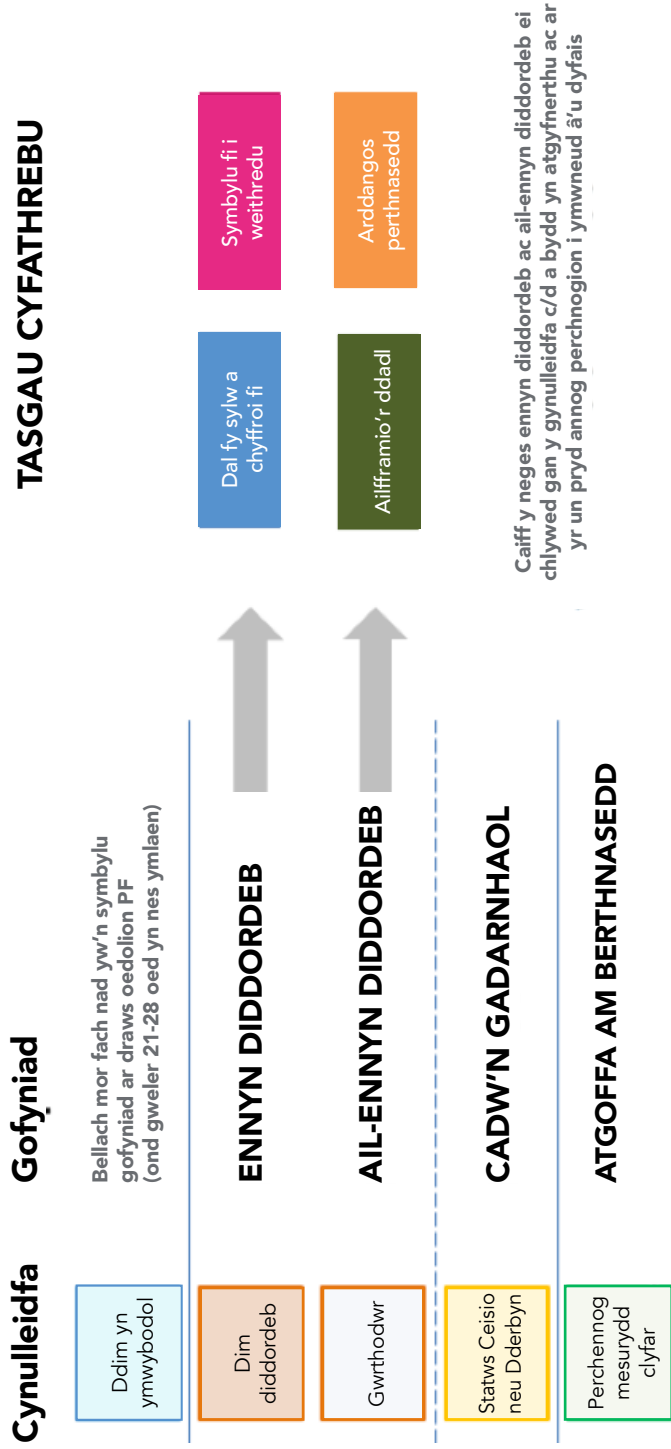 Cynulleidfa
Gofyniad
TASGAU CYFATHREBU
Ddim yn
ymwybodol
Bellach mor fach nad yw'n symbylu
gofyniad ar draws oedolion PF
(ond gweler 21-28 oed yn nes ymlaen)
Dim
diddordeb
ENNYN DIDDORDEB
Dal fy sylw a
chyffroi fi
Symbylu fi i
weithredu
Gwrthodwr
AIL-ENNYN DIDDORDEB
Ailfframio'r ddadl
Arddangos
perthnasedd
Statws Ceisio
neu Dderbyn
CADW'N GADARNHAOL
Caiff y neges ennyn diddordeb ac ail-ennyn diddordeb ei
chlywed gan y gynulleidfa c/d a bydd yn atgyfnerthu ac ar
yr un pryd annog perchnogion i ymwneud â'u dyfais
Perchennog
mesurydd
clyfar
ATGOFFA AM BERTHNASEDD